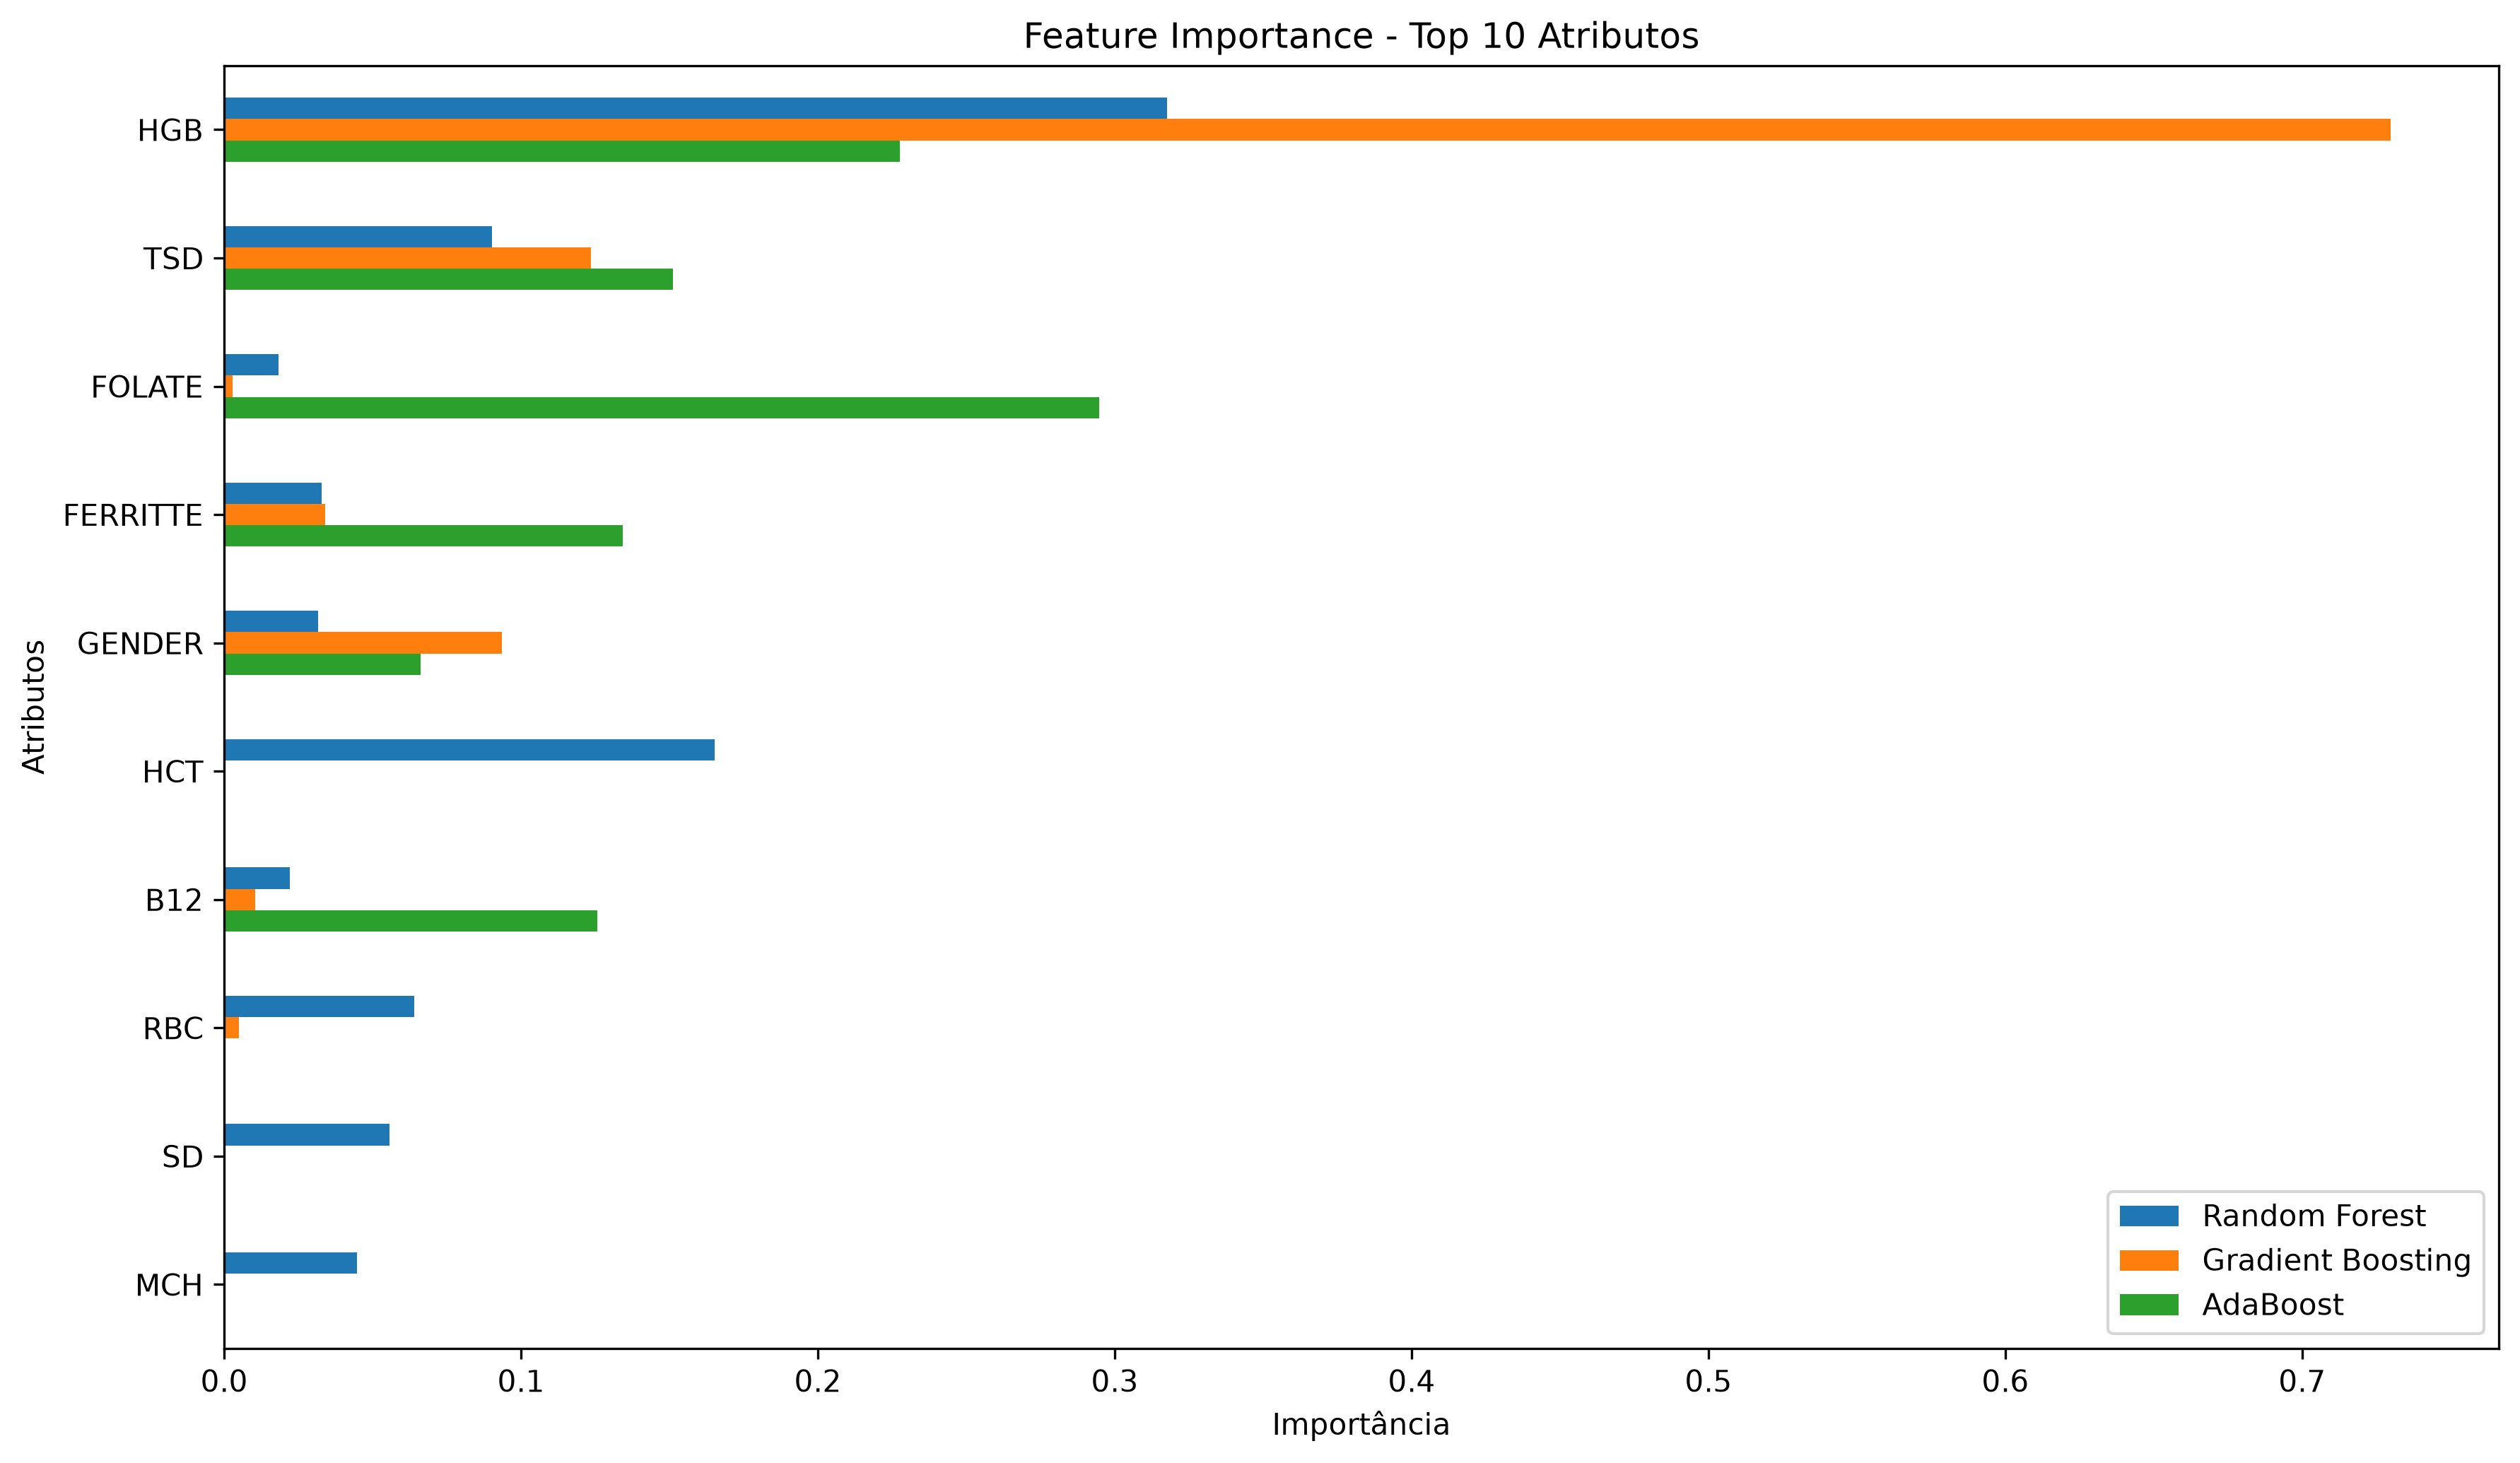 Feature Importance - Top 10 Atributos
HGB
TSD
FOLATE
FERRITTE
GENDER
HCT
B12
RBC
SD
MCH
Atributos
Random Forest
Gradient Boosting
AdaBoost
0.0 0.1 0.2 0.3 0.4 0.5 0.6 0.7
Importância